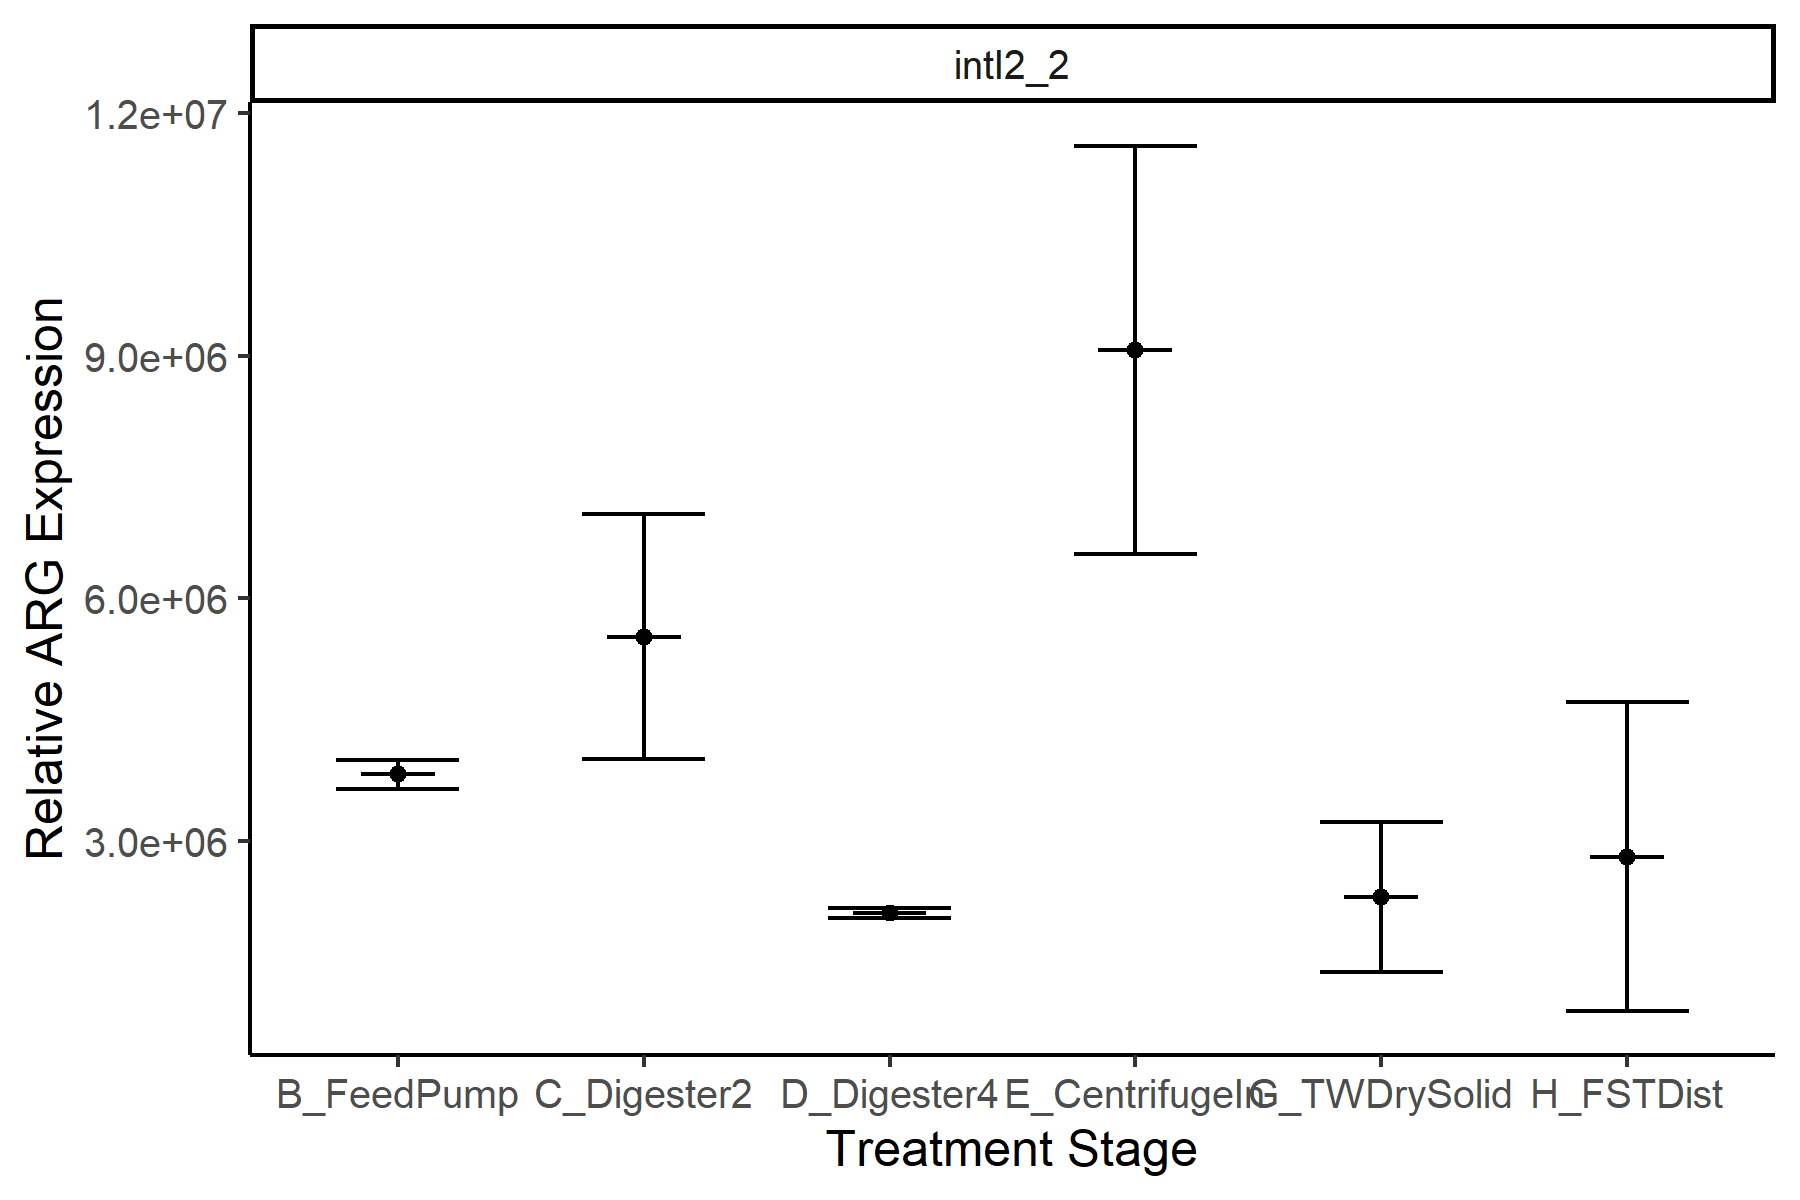 intI2_2
1.2e+07
9.0e+06
6.0e+06
3.0e+06
Relative ARG Expression
B_FeedPump C_Digester2 D_Digester4 E_CentrifugeIn G_TWDrySolid H_FSTDist
Treatment Stage